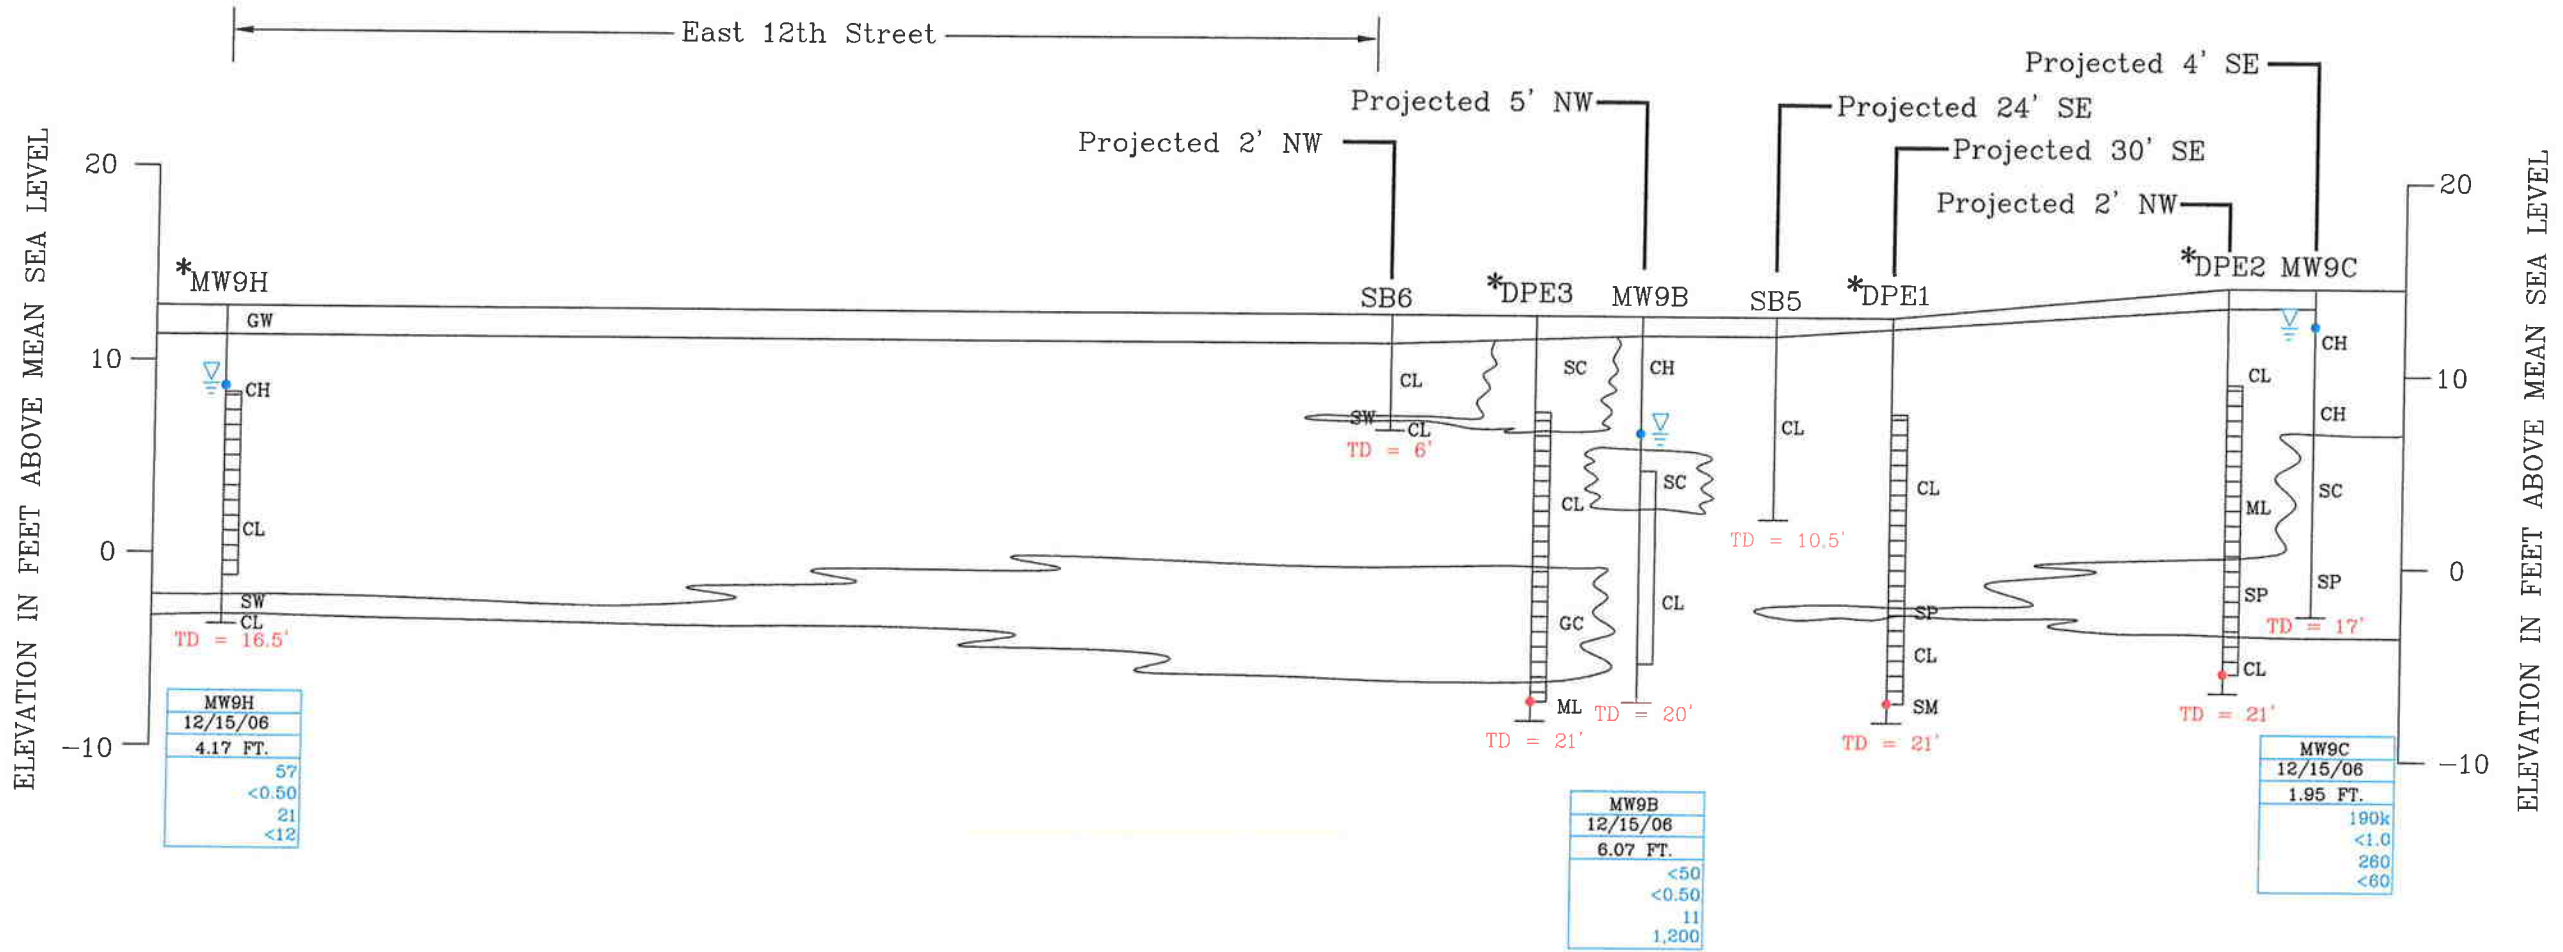 East 12th Street
Projected 4' SE
Projected 5' NW
Projected 24' SE
Projected 2' NW
Projected 30' SE
Projected 2' NW
ELEVATION IN FEET ABOVE MEAN SEA LEVEL
20
10
0
-10
20
10
0
-10
ELEVATION IN FEET ABOVE MEAN SEA LEVEL
*MW9H
SB6
*DPE3
MW9B
SB5
*DPE1
*DPE2
MW9C
GW
CH
CL
SW
CL
TD = 16.5'
CL
SW
CL
TD = 6'
SC
CL
GC
ML
TD = 21'
CH
SC
CL
TD = 20'
CL
TD = 10.5'
CL
SP
CL
SM
TD = 21'
CL
ML
SP
CL
TD = 21'
CH
CH
SC
SP
TD = 17'
MW9H
12/15/06
4.17 FT.
57
<0.50
21
<12
MW9B
12/15/06
6.07 FT.
<50
<0.50
11
1,200
MW9C
12/15/06
1.95 FT.
190k
<1.0
260
<60